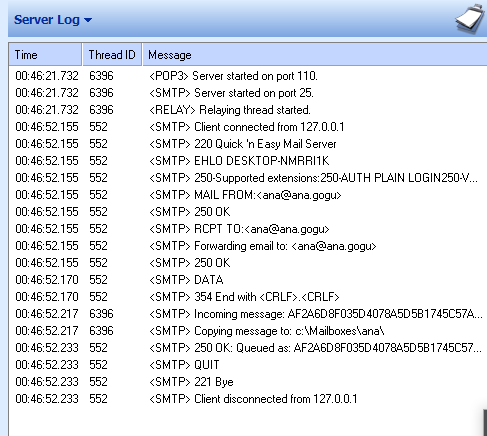 Server Log
Time Thread ID Message
00:46:21.732 6396 <POP3> Server started on port 110.
00:46:21.732 6396 <SMTP> Server started on port 25.
00:46:21.732 6396 <RELAY> Relaying thread started.
00:46:52.155 552 <SMTP> Client connected from 127.0.0.1
00:46:52.155 552 <SMTP> 220 Quick 'n Easy Mail Server
00:46:52.155 552 <SMTP> EHLO DESKTOP-NMRRI1K
00:46:52.155 552 <SMTP> 250-Supported extensions:250-AUTH PLAIN LOGIN250-V...
00:46:52.155 552 <SMTP> MAIL FROM:<ana@ana.gogu>
00:46:52.155 552 <SMTP> 250 OK
00:46:52.155 552 <SMTP> RCPT TO:<ana@ana.gogu>
00:46:52.155 552 <SMTP> Forwarding email to: <ana@ana.gogu>
00:46:52.155 552 <SMTP> 250 OK
00:46:52.170 552 <SMTP> DATA
00:46:52.170 552 <SMTP> 354 End with <CRLF>.<CRLF>
00:46:52.217 6396 <SMTP> Incoming message: AF2A6D8F035D4078A5D5B1745C57A...
00:46:52.217 6396 <SMTP> Copying message to: c:\Mailboxes\ana\
00:46:52.233 552 <SMTP> 250 OK: Queued as: AF2A6D8F035D4078A5D5B1745C57...
00:46:52.233 552 <SMTP> QUIT
00:46:52.233 552 <SMTP> 221 Bye
00:46:52.233 552 <SMTP> Client disconnected from 127.0.0.1